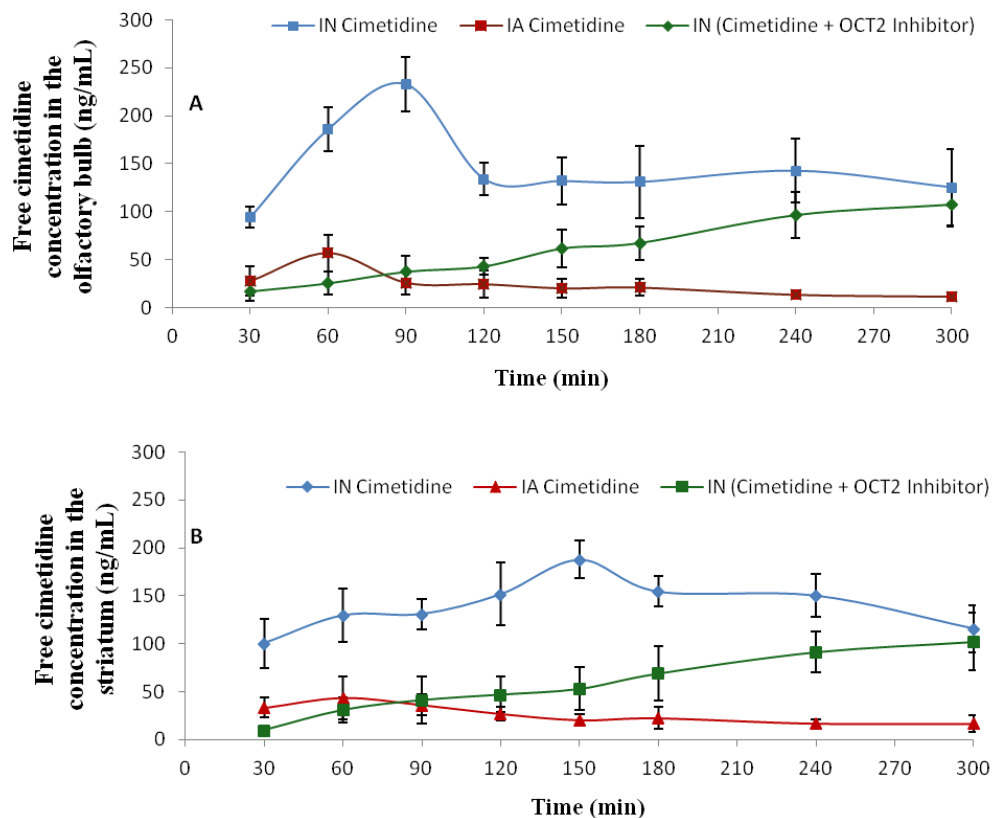 IN Cimetidine IA Cimetidine IN (Cimetidine + OCT2 Inhibitor)
A
Free cimetidine
concentration in the
olfactory bulb (ng/mL)
300
250
200
150
100
50
0
0 30 60 90 120 150 180 210 240 270 300
Time (min)
IN Cimetidine IA Cimetidine IN (Cimetidine + OCT2 Inhibitor)
B
Free cimetidine
concentration in the
striatum (ng/mL)
300
250
200
150
100
50
0
0 30 60 90 120 150 180 210 240 270 300
Time (min)